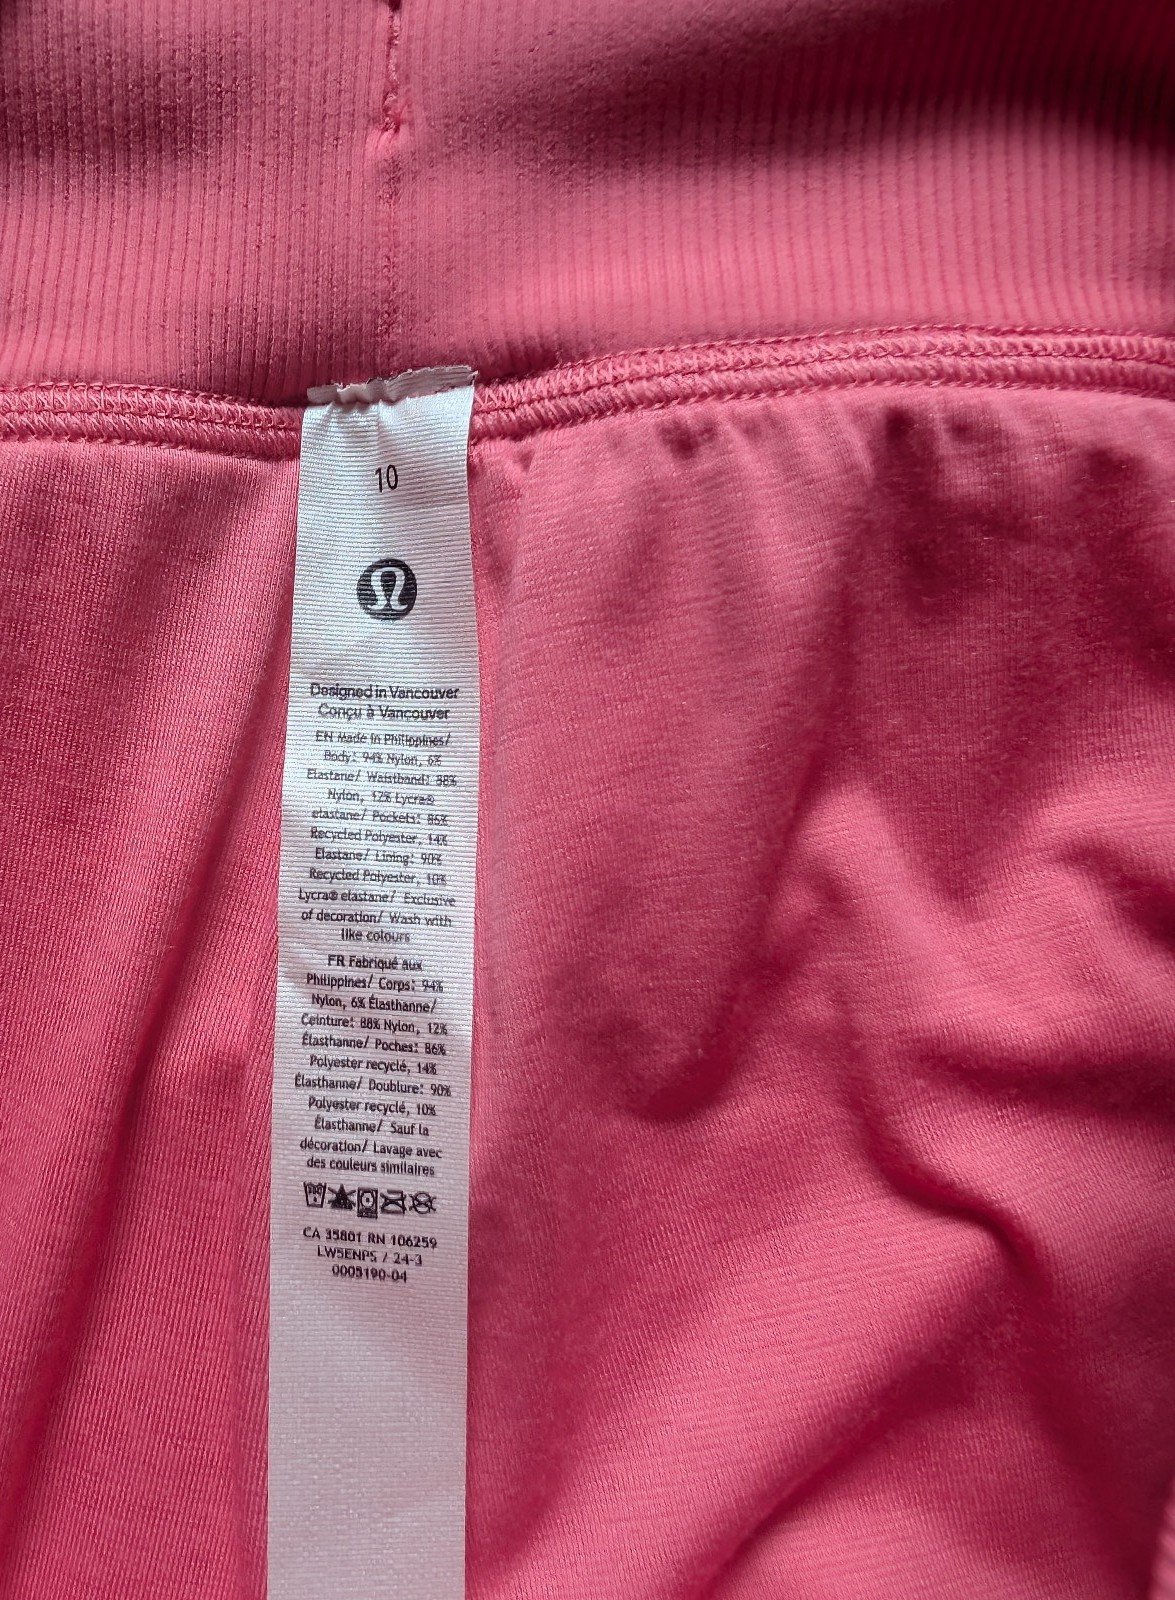 10
Designed in Vancouver
Conçu à Vancouver
EN Made in Philippines/
Body: 94% Nylon, 6%
Elastane/ Waistband: 88%
Nylon, 12% Lycra®
elastane/ Pockets: 86%
Recycled Polyester, 14%
Elastane/ Lining: 90%
Recycled Polyester, 10%
Lycra® elastane/ Exclusive
of decoration/ Wash with
like colours
FR Fabriqué aux
Philippines/ Corps: 94%
Nylon, 6% Élasthanne/
Ceinture: 88% Nylon, 12%
Élasthanne/ Poches: 86%
Polyester recyclé, 14%
Élasthanne/ Doublure: 90%
Polyester recyclé, 10%
Élasthanne/ Sauf la
décoration/ Lavage avec
des couleurs similaires
CA 35801 RN 106259
LW5ENPS / 24-3
0005190-04